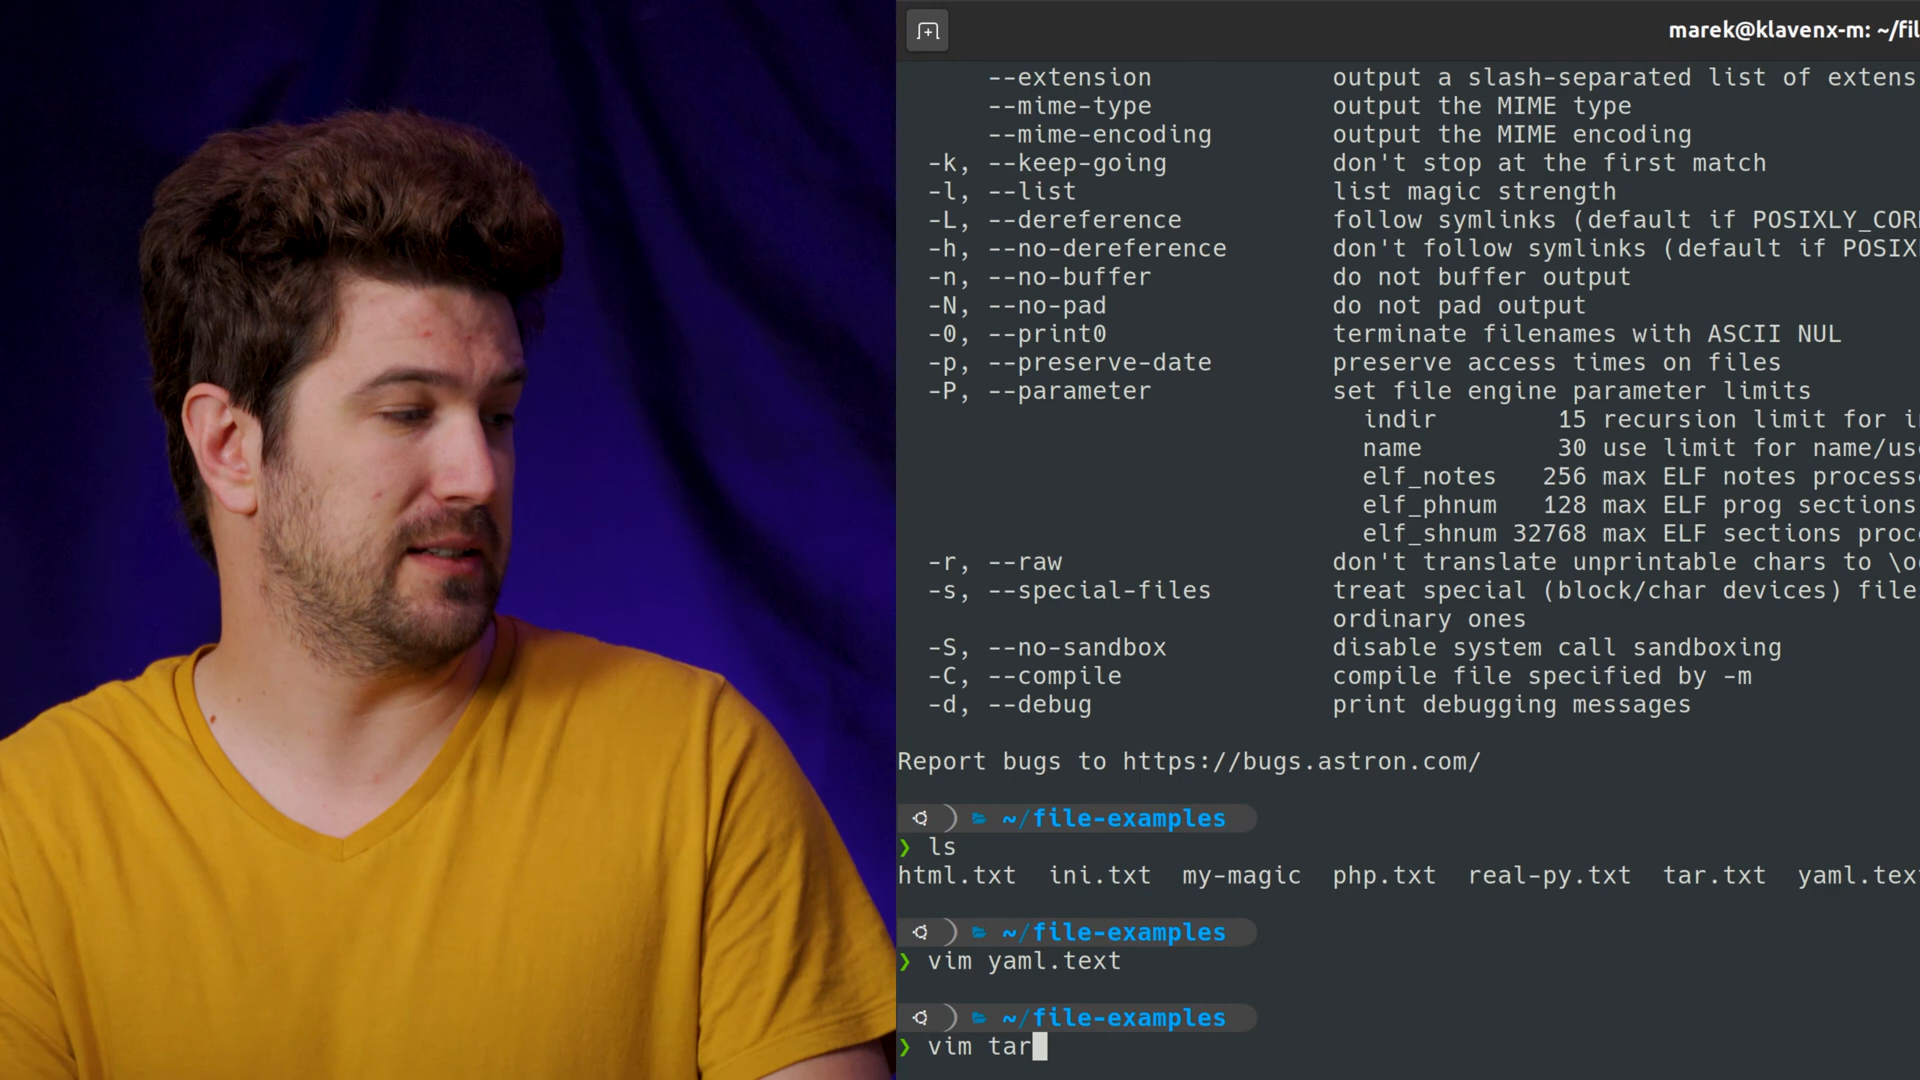 marek@klavenx-m: ~/fil
--extension output a slash-separated list of extens
--mime-type output the MIME type
--mime-encoding output the MIME encoding
-k, --keep-going don't stop at the first match
-l, --list list magic strength
-L, --dereference follow symlinks (default if POSIXLY_COR
-h, --no-dereference don't follow symlinks (default if POSIX
-n, --no-buffer do not buffer output
-N, --no-pad do not pad output
-0, --print0 terminate filenames with ASCII NUL
-p, --preserve-date preserve access times on files
-P, --parameter set file engine parameter limits
indir 15 recursion limit for i
name 30 use limit for name/us
elf_notes 256 max ELF notes process
elf_phnum 128 max ELF prog sections
elf_shnum 32768 max ELF sections proc
-r, --raw don't translate unprintable chars to \o
-s, --special-files treat special (block/char devices) file
ordinary ones
-S, --no-sandbox disable system call sandboxing
-C, --compile compile file specified by -m
-d, --debug print debugging messages
Report bugs to https://bugs.astron.com/
~/file-examples
❯ ls
html.txt ini.txt my-magic php.txt real-py.txt tar.txt yaml.tex
~/file-examples
❯ vim yaml.text
~/file-examples
❯ vim tar